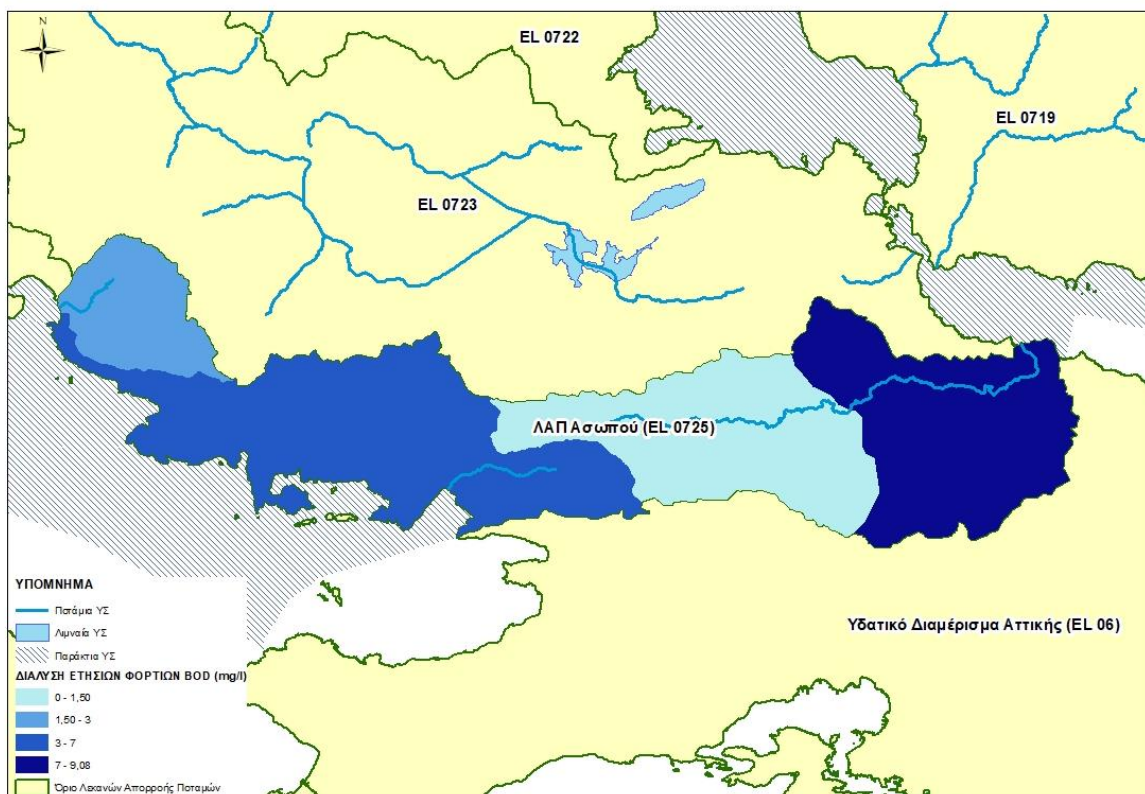 N
EL 0722
EL 0719
EL 0723
ΛΑΠ Ασωπού (EL 0725)
Υδατικό Διαμέρισμα Αττικής (EL 06)
ΥΠΟΜΝΗΜΑ
Ποτάμια ΥΣ
Λιμναία ΥΣ
Παράκτια ΥΣ
ΔΙΑΛΥΣΗ ΕΤΗΣΙΩΝ ΦΟΡΤΙΩΝ BOD (mg/l)
0 - 1,50
1,50 - 3
3 - 7
7 - 9,08
Όριο Λεκανών Απορροής Ποταμών